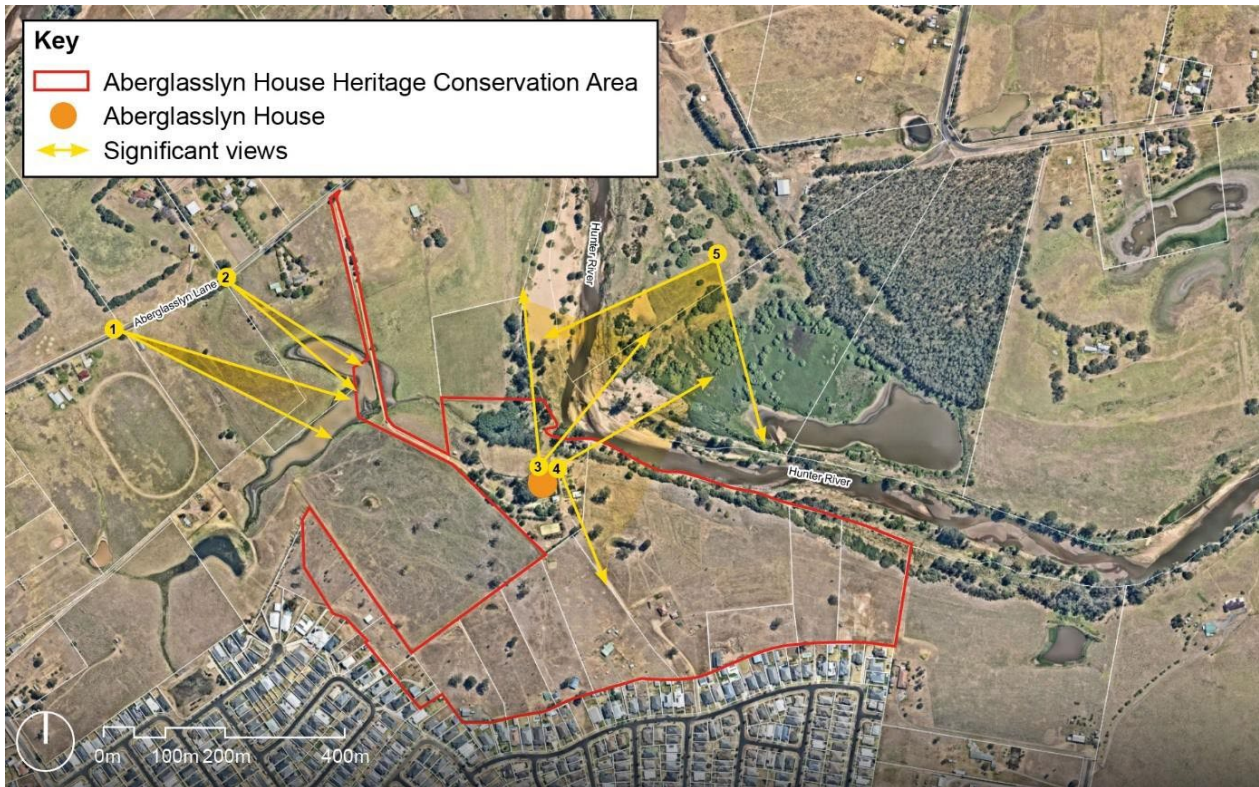 Key
Aberglasslyn House Heritage Conservation Area
Aberglasslyn House
Significant views
Hunter River
5
2
Aberglasslyn Lane
1
3
4
Hunter River
0m
100m
200m
400m